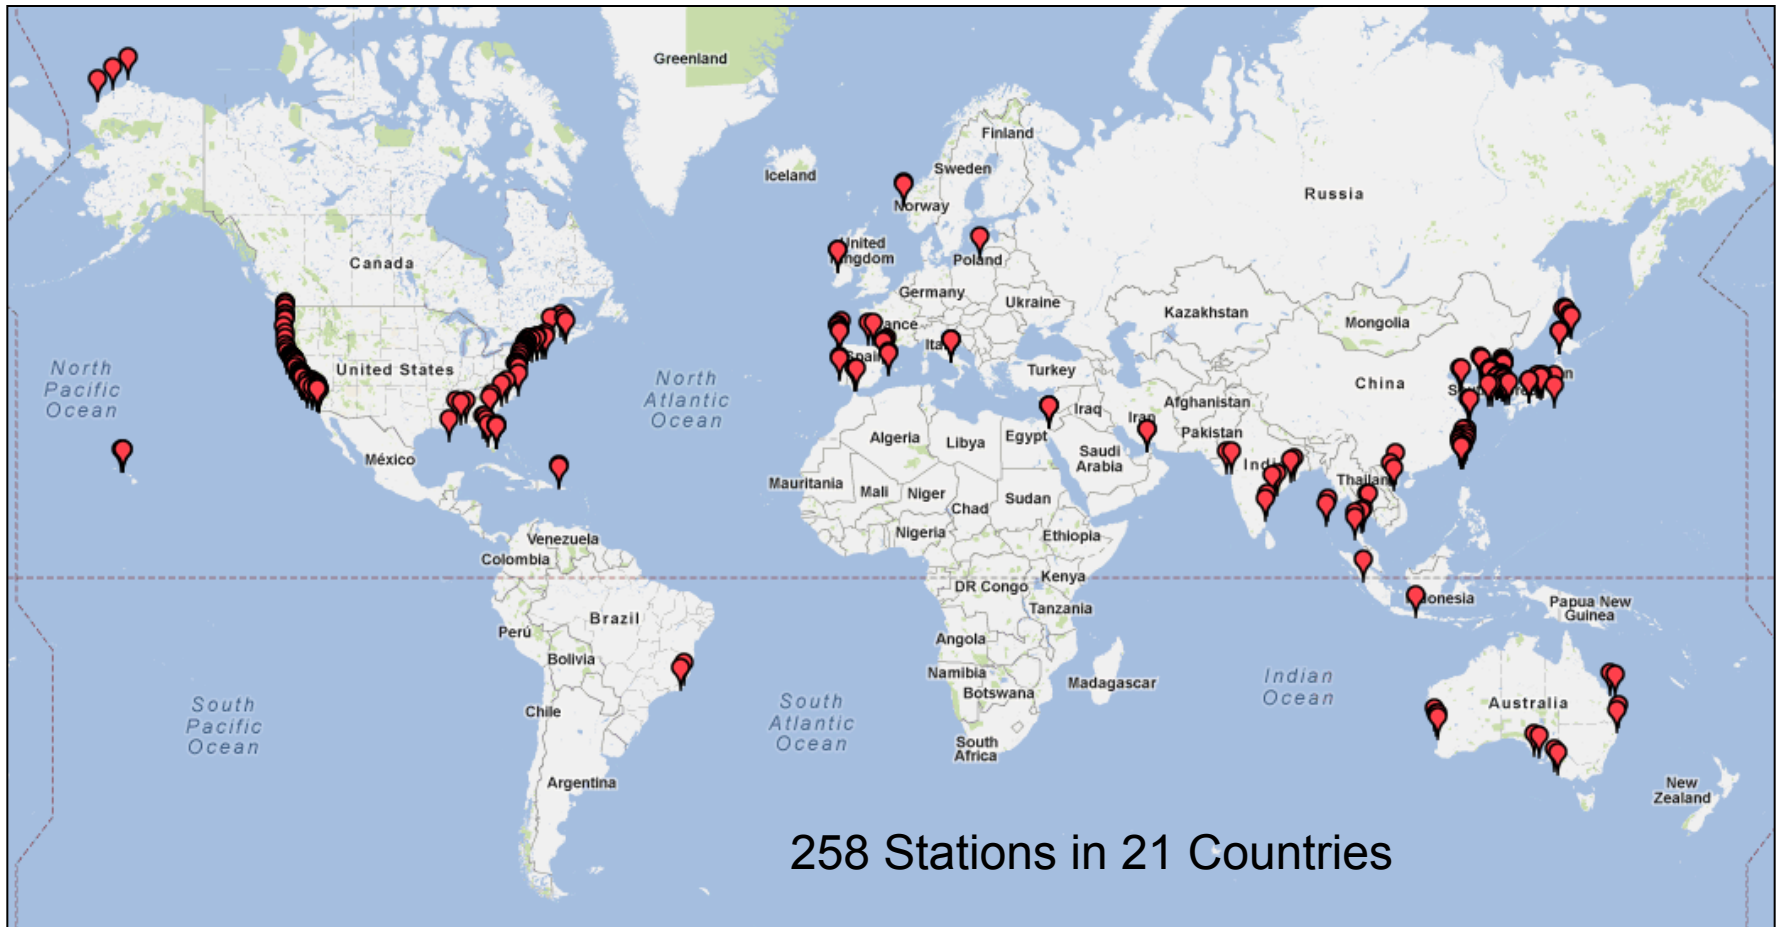 Greenland
Finland
Sweden
Iceland
Norway
Russia
United
Kingdom
Canada
Poland
Germany
Ukraine
Kazakhstan
Mongolia
North
Pacific
Ocean
United States
North
Atlantic
Ocean
Spain
Turkey
China
Afghanistan
Iraq
Iran
Pakistan
Algeria
Libya
Egypt
Saudi
Arabia
México
Mauritania
Mali
Niger
Chad
Sudan
Thailand
Nigeria
Ethiopia
Venezuela
Colombia
DR Congo
Kenya
Tanzania
Papua New
Guinea
Perú
Brazil
Angola
Bolivia
Namibia
Botswana
Madagascar
Indian
Ocean
Australia
South
Pacific
Ocean
Chile
South
Atlantic
Ocean
South
Africa
Argentina
New
Zealand
258 Stations in 21 Countries